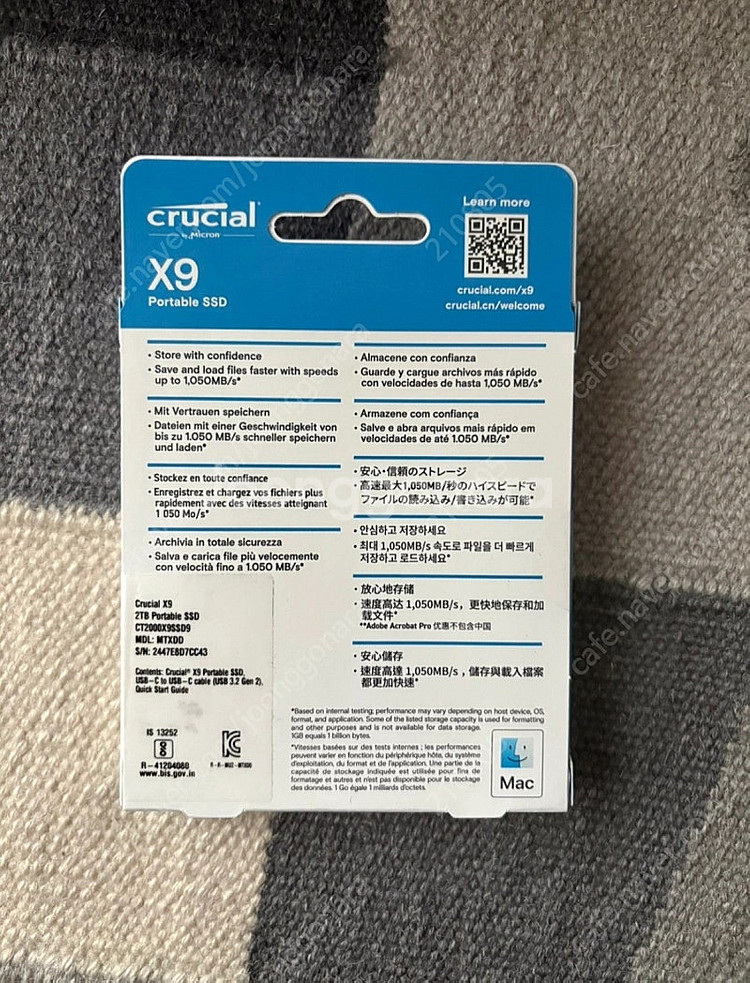 crucial
by Micron
Learn more
X9
Portable SSD
crucial.com/x9
crucial.cn/welcome
• Store with confidence
• Save and load files faster with speeds
up to 1,050MB/s*
• Mit Vertrauen speichern
• Dateien mit einer Geschwindigkeit von
bis zu 1.050 MB/s schneller speichern
und laden*
• Stockez en toute confiance
• Enregistrez et chargez vos fichiers plus
rapidement avec des vitesses atteignant
1 050 Mo/s*
• Archivia in totale sicurezza
• Salva e carica file più velocemente
con velocità fino a 1.050 MB/s*
• Almacene con confianza
• Guarde y cargue archivos más rápido
con velocidades de hasta 1,050 MB/s*
• Armazene com confiança
• Salve e abra arquivos mais rápido em
velocidades de até 1.050 MB/s*
• 安心・信頼のストレージ
• 高速最大1,050MB/秒のハイスピードで
ファイルの読み込み/書き込みが可能*
• 안심하고 저장하세요
• 최대 1,050MB/s 속도로 파일을 더 빠르게
저장하고 로드하세요*
• 放心地存储
• 速度高达 1,050MB/s，更快地保存和加
载文件*
**Adobe Acrobat Pro 优惠不包含中国
• 安心儲存
• 速度高達 1,050MB/s，儲存與載入檔案
都更加快速*
Crucial X9
2TB Portable SSD
CT2000X9SSD9
MDL: MTXDD
S/N: 2447E8D7CC43
Contents: Crucial® X9 Portable SSD,
USB-C to USB-C cable (USB 3.2 Gen 2),
Quick Start Guide
IS 13252
R-41204080
www.bis.gov.in
*Based on internal testing; performance may vary depending on host device, OS,
format, and application. Some of the listed storage capacity is used for formatting
and other purposes and is not available for data storage.
1GB equals 1 billion bytes.
*Vitesses basées sur des tests internes ; les performances
peuvent varier en fonction du périphérique hôte, du système
d'exploitation, du format et de l'application. Une partie de la
capacité de stockage indiquée est utilisée pour fins de
formatage et autres et n'est pas disponible pour le stockage
des données. 1 Go égale 1 milliards d'octets.
Mac